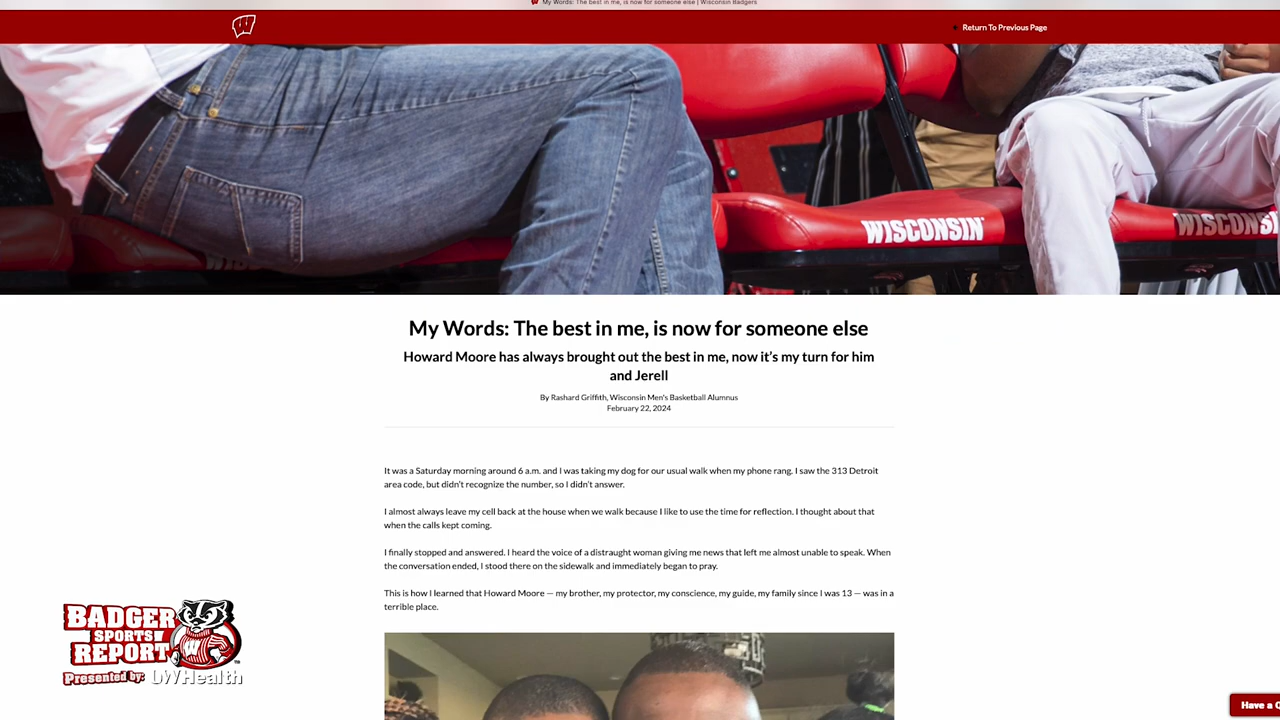 My Words: The best in me, is now for someone else | Wisconsin Badgers
W
Return To Previous Page
WISCONSIN
WISCONSIN
My Words: The best in me, is now for someone else
Howard Moore has always brought out the best in me, now it's my turn for him
and Jerell
By Rashard Griffith, Wisconsin Men's Basketball Alumnus
February 22, 2024
It was a Saturday morning around 6 a.m. and I was taking my dog for our usual walk when my phone rang. I saw the 313 Detroit
area code, but didn't recognize the number, so I didn't answer.
I almost always leave my cell back at the house when we walk because I like to use the time for reflection. I thought about that
when the calls kept coming.
I finally stopped and answered. I heard the voice of a distraught woman giving me news that left me almost unable to speak. When
the conversation ended, I stood there on the sidewalk and immediately began to pray.
This is how I learned that Howard Moore — my brother, my protector, my conscience, my guide, my family since I was 13 — was in a
terrible place.
BADGER
SPORTS
REPORT
TM
Presented by: UWHealth
Have a